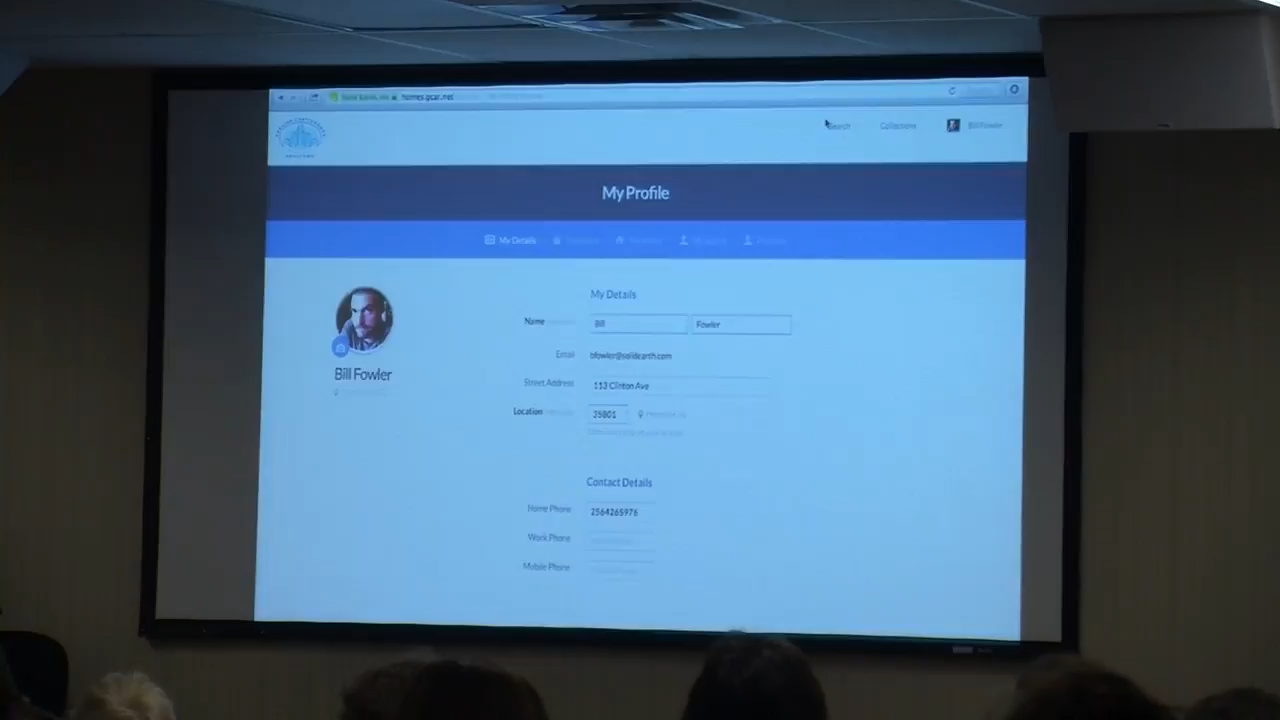 homes.gcar.net
Search Collections Bill Fowler
My Profile
My Details
My Details
Name Bill Fowler
Email bfowler@solidearth.com
Bill Fowler
Street Address 113 Clinton Ave
Location 35801
Contact Details
Home Phone 2564265976
Work Phone
Mobile Phone